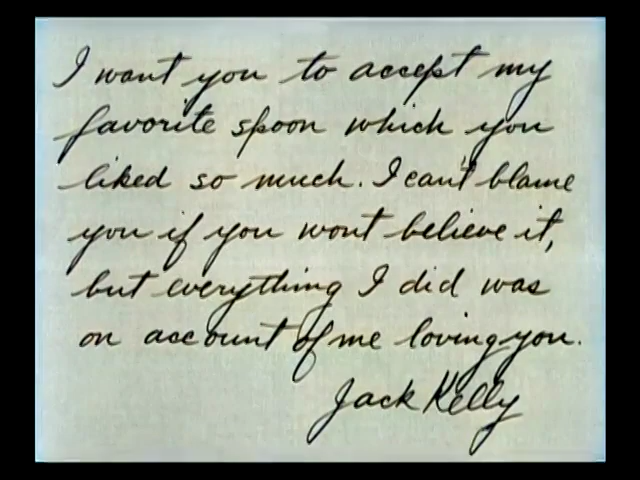 I want you to accept my
favorite spoon which you
liked so much. I can't blame
you if you wont believe it,
but everything I did was
on account of me loving you.
Jack Kelly